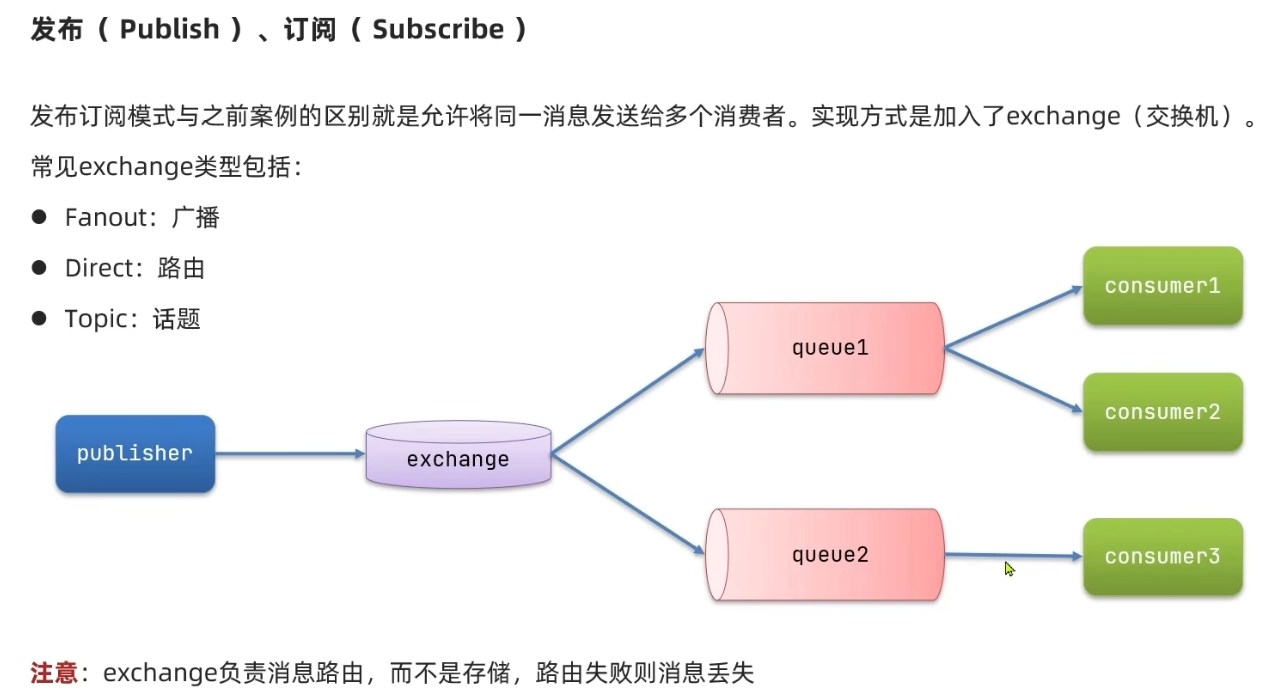 发布（ Publish ）、订阅（ Subscribe ）
发布订阅模式与之前案例的区别就是允许将同一消息发送给多个消费者。实现方式是加入了exchange（交换机）。
常见exchange类型包括：
● Fanout：广播
● Direct：路由
● Topic：话题
publisher
exchange
queue1
queue2
consumer1
consumer2
consumer3
注意：exchange负责消息路由，而不是存储，路由失败则消息丢失